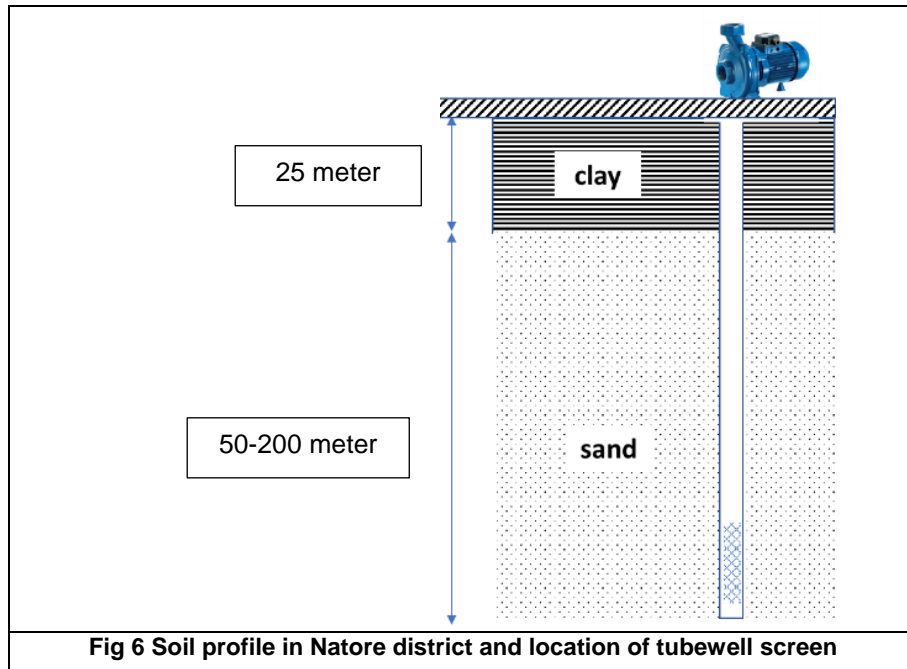 25 meter
clay
50-200 meter
sand
Fig 6 Soil profile in Natore district and location of tubewell screen